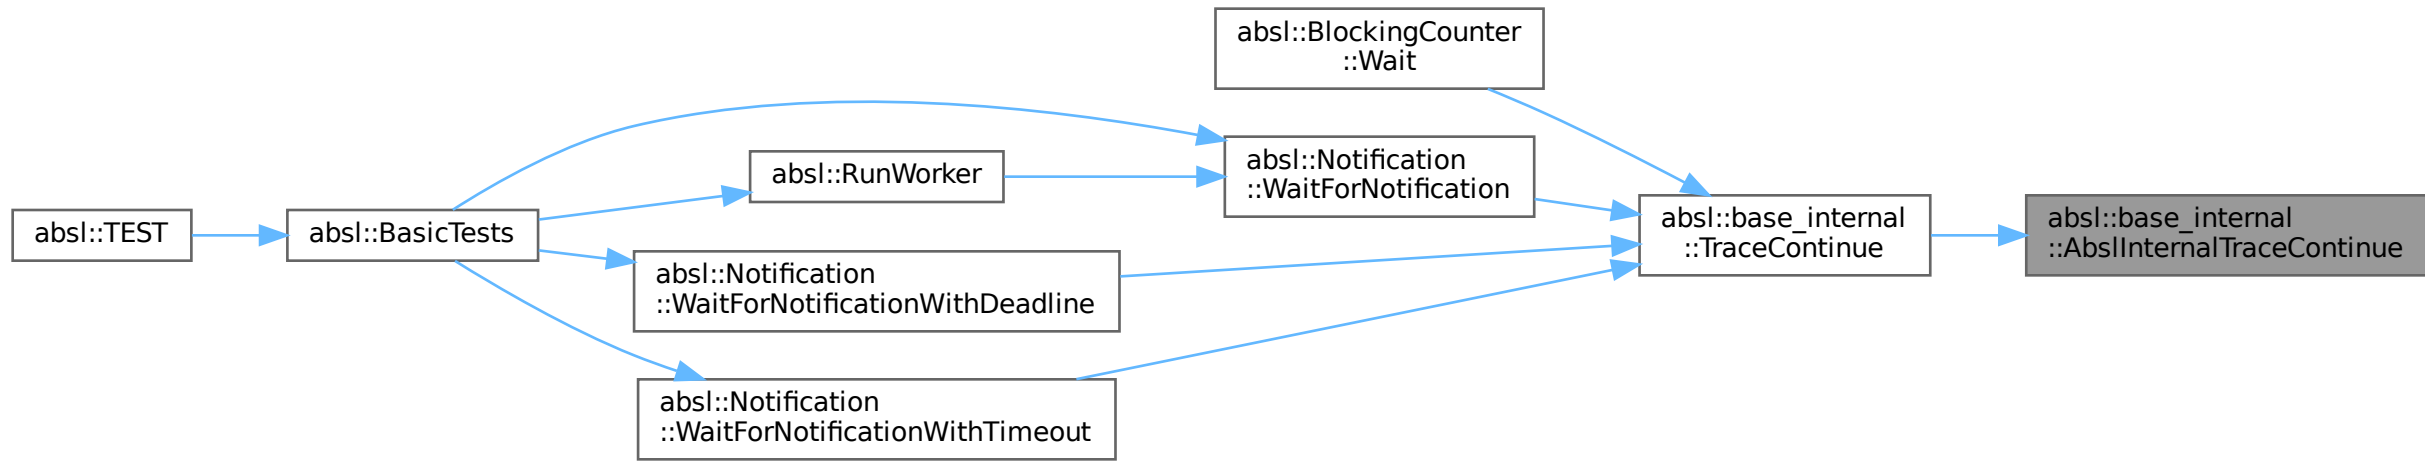 absl::BlockingCounter
::Wait
absl::Notification
::WaitForNotification
absl::RunWorker
absl::base_internal
::TraceContinue
absl::base_internal
::AbslInternalTraceContinue
absl::TEST
absl::BasicTests
absl::Notification
::WaitForNotificationWithDeadline
absl::Notification
::WaitForNotificationWithTimeout